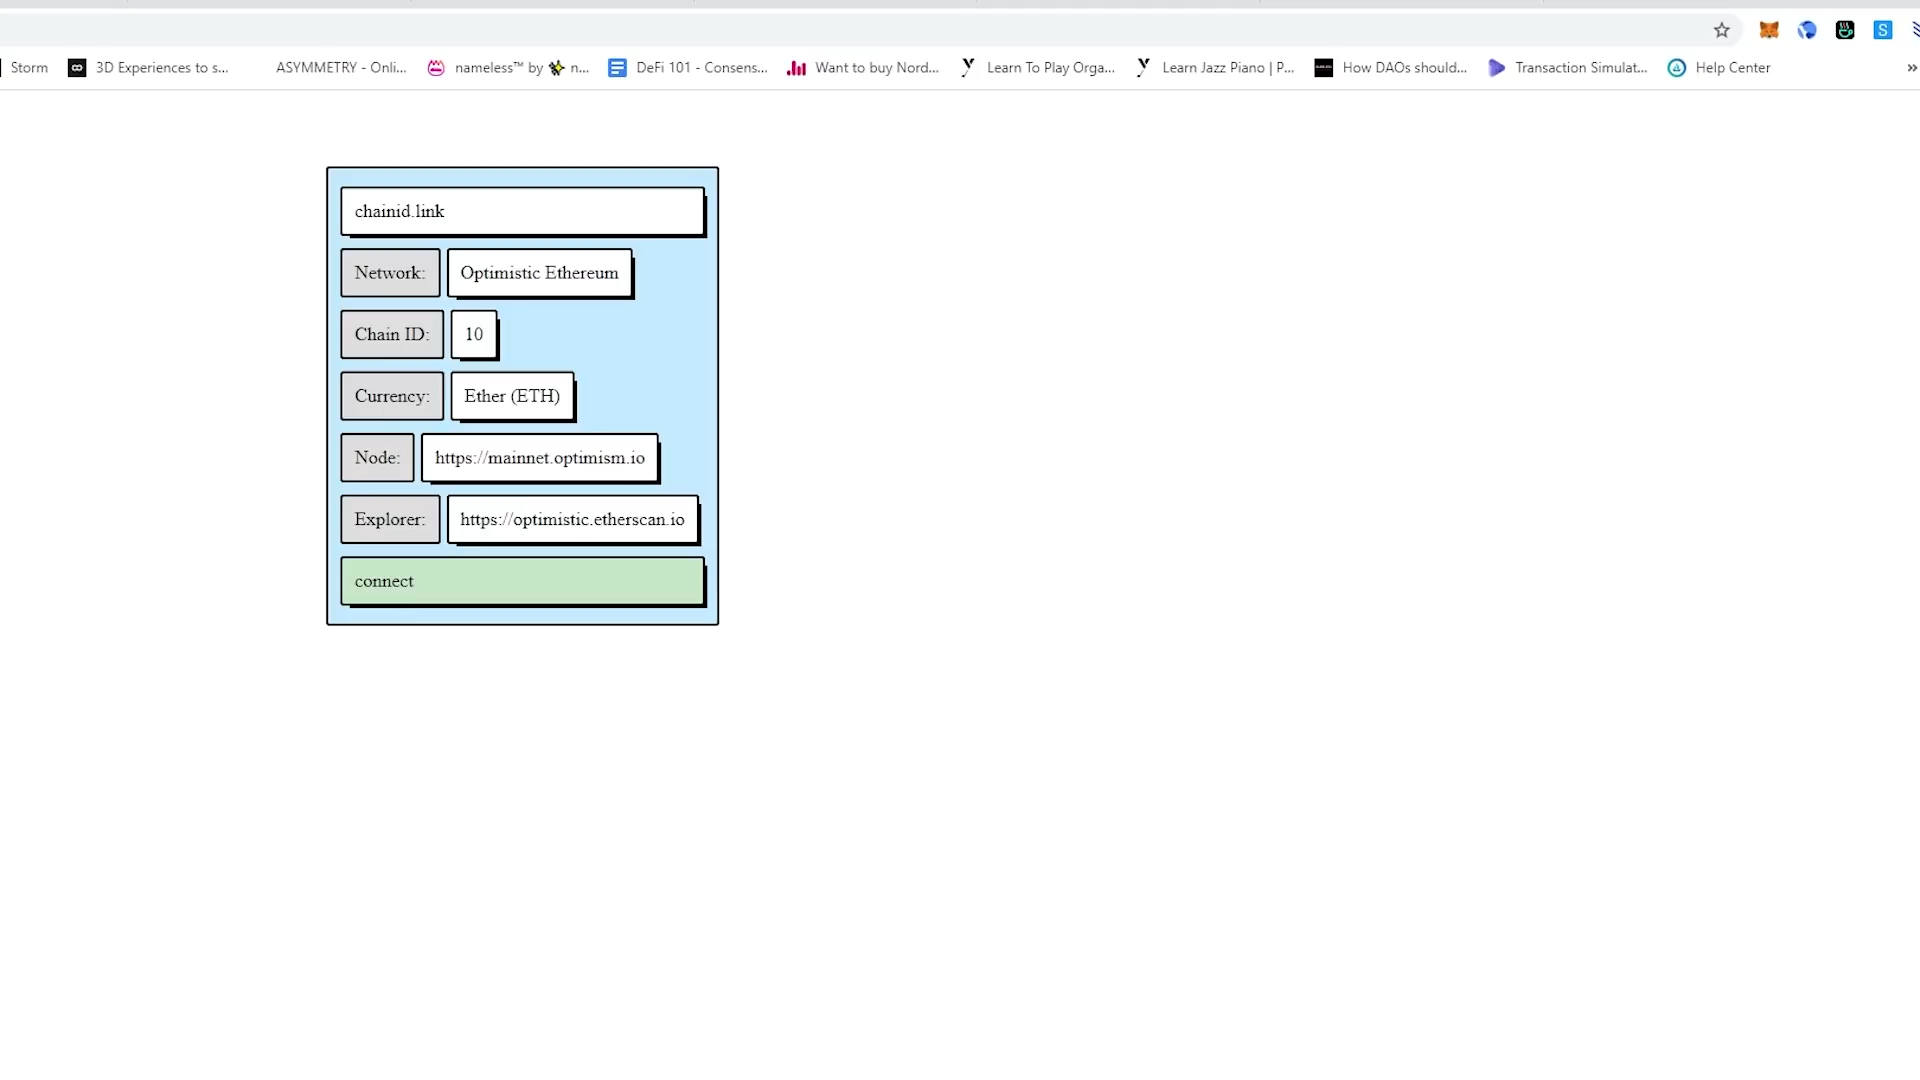 Storm 3D Experiences to s... ASYMMETRY - Onli... nameless™ by ✨ n... DeFi 101 - Consens... Want to buy Nord... Learn To Play Orga... Learn Jazz Piano | P... How DAOs should... Transaction Simulat... Help Center »
chainid.link
Network: Optimistic Ethereum
Chain ID: 10
Currency: Ether (ETH)
Node: https://mainnet.optimism.io
Explorer: https://optimistic.etherscan.io
connect